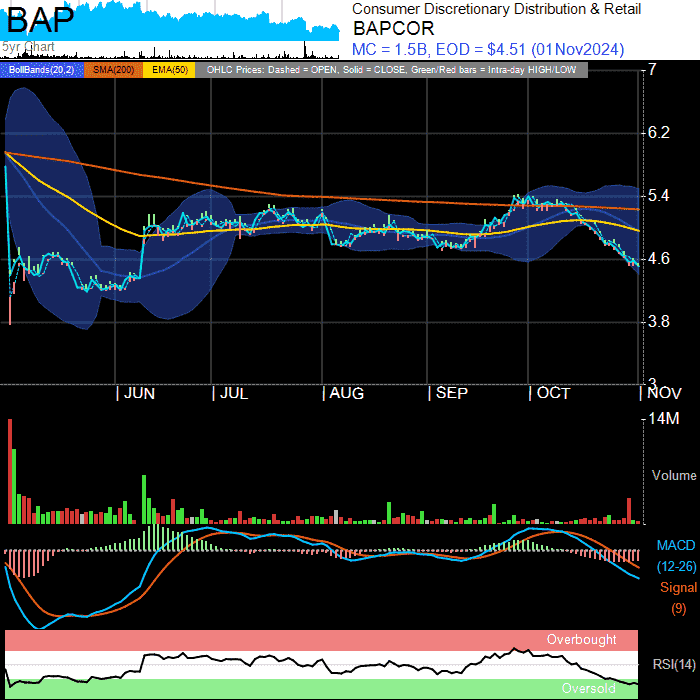 BAP
5yr Chart
Consumer Discretionary Distribution & Retail
BAPCOR
MC = 1.5B, EOD = $4.51 (01Nov2024)
BollBands(20,2) SMA(200) EMA(50) OHLC Prices: Dashed = OPEN, Solid = CLOSE, Green/Red bars = Intra-day HIGH/LOW
7
6.2
5.4
4.6
3.8
3
JUN JUL AUG SEP OCT NOV
14M
Volume
MACD
(12-26)
Signal
(9)
Overbought
RSI(14)
Oversold